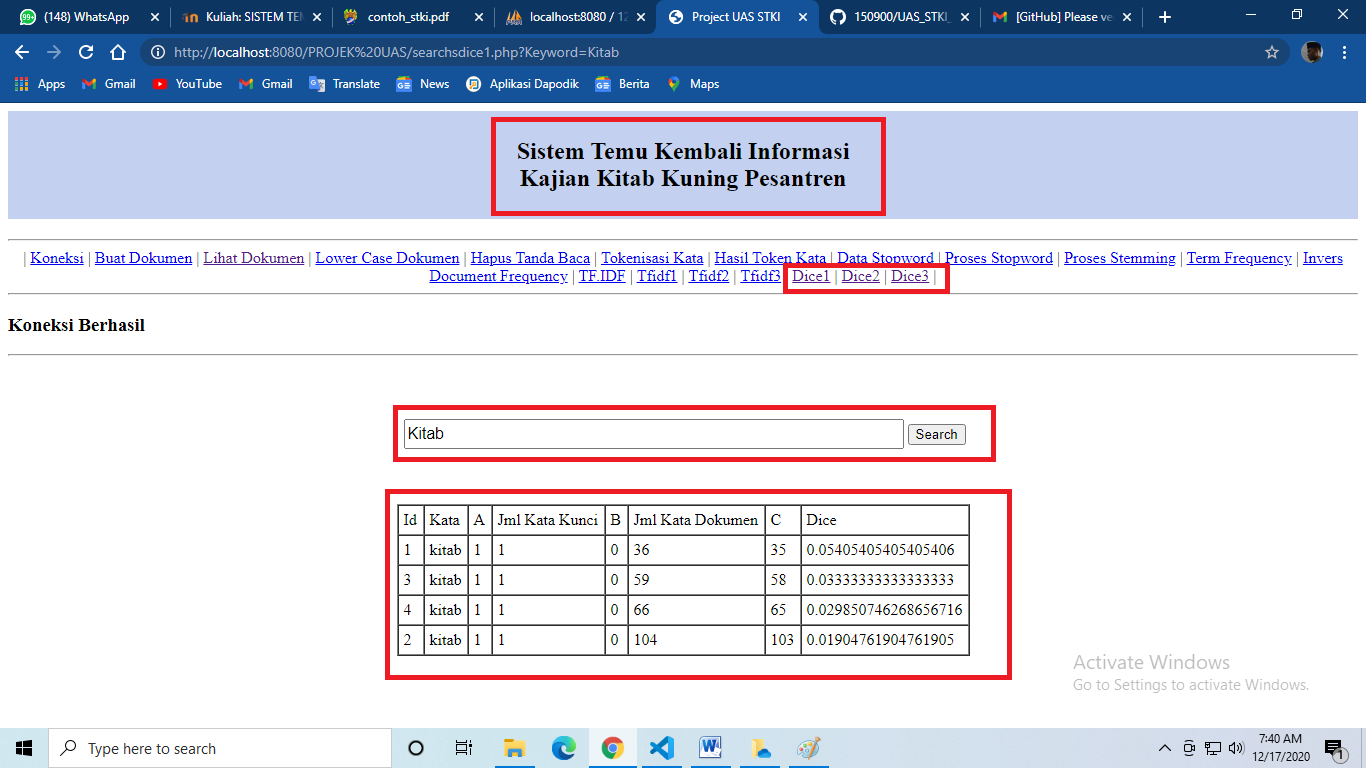 (148) WhatsApp
Kuliah: SISTEM TEM
contoh_stki.pdf
localhost:8080 / 12
Project UAS STKI
150900/UAS_STKI_
[GitHub] Please ve
http://localhost:8080/PROJEK%20UAS/searchsdice1.php?Keyword=Kitab
Apps Gmail YouTube Gmail Translate News Aplikasi Dapodik Berita Maps
Sistem Temu Kembali Informasi
Kajian Kitab Kuning Pesantren
| Koneksi | Buat Dokumen | Lihat Dokumen | Lower Case Dokumen | Hapus Tanda Baca | Tokenisasi Kata | Hasil Token Kata | Data Stopword | Proses Stopword | Proses Stemming | Term Frequency | Invers
Document Frequency | TF.IDF | Tfidf1 | Tfidf2 | Tfidf3 | Dice1 | Dice2 | Dice3 |
Koneksi Berhasil
Kitab Search
Id Kata A Jml Kata Kunci B Jml Kata Dokumen C Dice
1 kitab 1 1 0 36 35 0.05405405405405406
3 kitab 1 1 0 59 58 0.03333333333333333
4 kitab 1 1 0 66 65 0.029850746268656716
2 kitab 1 1 0 104 103 0.01904761904761905
Activate Windows
Go to Settings to activate Windows.
Type here to search
7:40 AM
12/17/2020
1